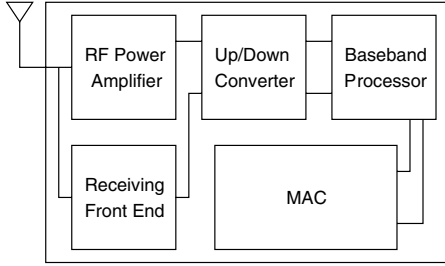 RF Power
Amplifier
Up/Down
Converter
Baseband
Processor
Receiving
Front End
MAC